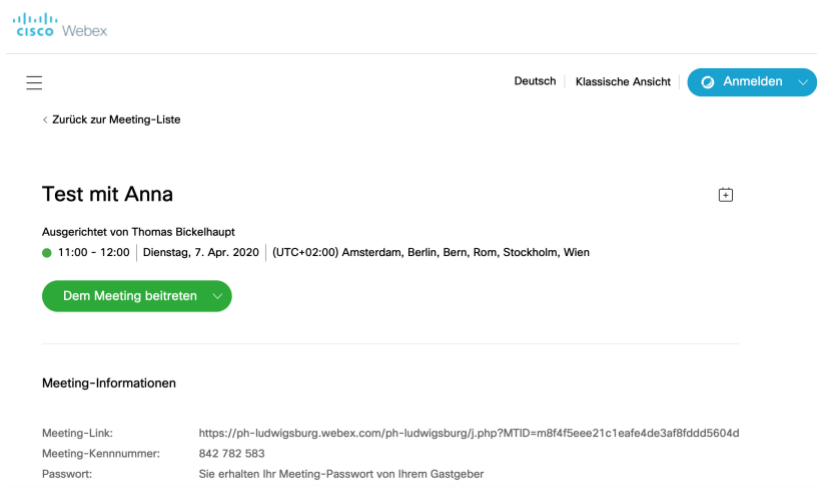 cisco Webex
Deutsch Klassische Ansicht Anmelden
< Zurück zur Meeting-Liste
Test mit Anna
Ausgerichtet von Thomas Bickelhaupt
11:00 - 12:00 | Dienstag, 7. Apr. 2020 | (UTC+02:00) Amsterdam, Berlin, Bern, Rom, Stockholm, Wien
Dem Meeting beitreten
Meeting-Informationen
Meeting-Link: https://ph-ludwigsburg.webex.com/ph-ludwigsburg/j.php?MTID=m8f4f5eee21c1eafe4de3af8fddd5604d
Meeting-Kennnummer: 842 782 583
Passwort: Sie erhalten Ihr Meeting-Passwort von Ihrem Gastgeber